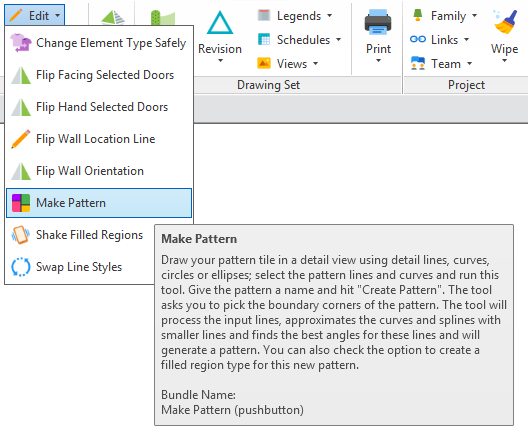 Edit
Legends
Family
Schedules
Links
Views
Team
Revision
Print
Wipe
Drawing Set
Project
Change Element Type Safely
Flip Facing Selected Doors
Flip Hand Selected Doors
Flip Wall Location Line
Flip Wall Orientation
Make Pattern
Shake Filled Regions
Swap Line Styles
Make Pattern
Draw your pattern tile in a detail view using detail lines, curves,
circles or ellipses; select the pattern lines and curves and run this
tool. Give the pattern a name and hit "Create Pattern". The tool
asks you to pick the boundary corners of the pattern. The tool will
process the input lines, approximates the curves and splines with
smaller lines and finds the best angles for these lines and will
generate a pattern. You can also check the option to create a
filled region type for this new pattern.
Bundle Name:
Make Pattern (pushbutton)